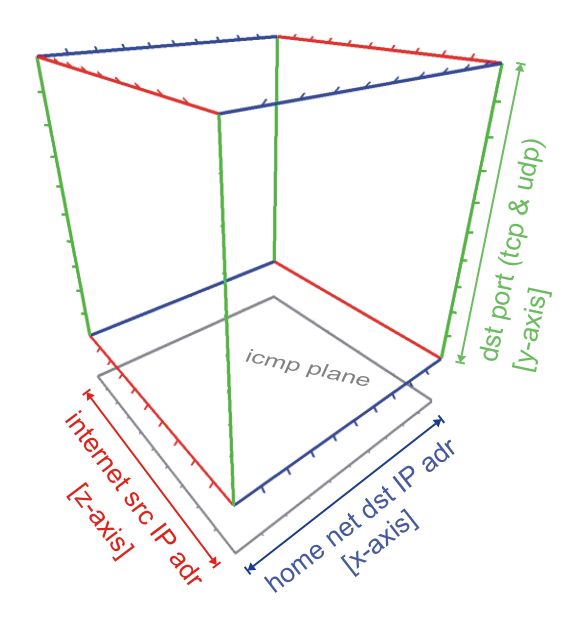 dst port (tcp & udp)
[y-axis]
icmp plane
internet src IP adr
[z-axis]
home net dst IP adr
[x-axis]